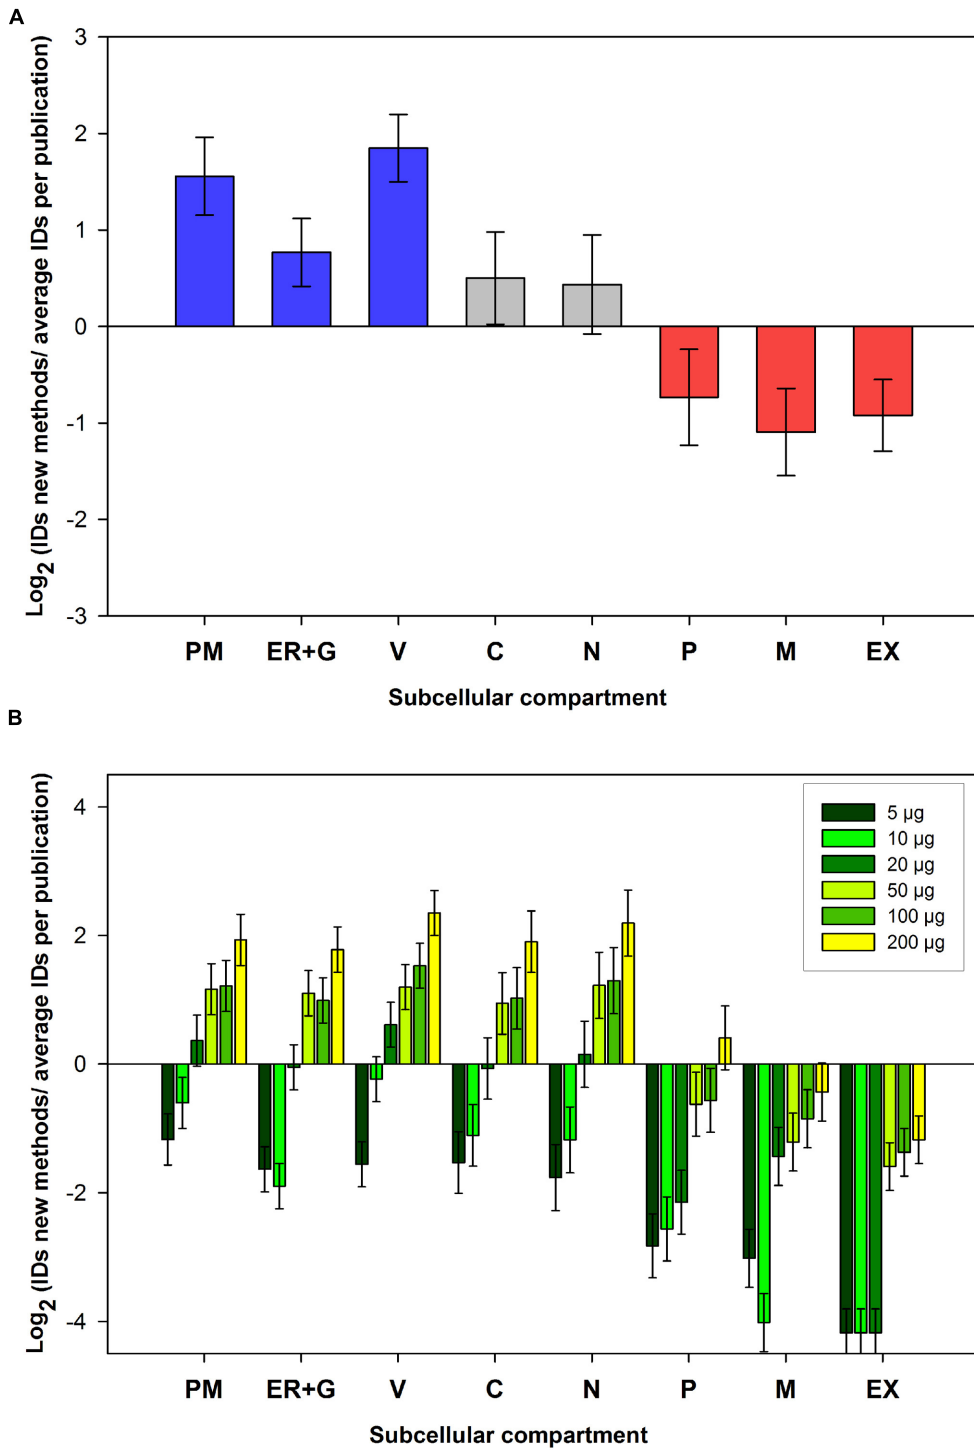 A
Log2 (IDs new methods/ average IDs per publication)
3
2
1
0
-1
-2
-3
PM ER+G V C N P M EX
Subcellular compartment
B
Log2 (IDs new methods/ average IDs per publication)
4
2
0
-2
-4
5 µg
10 µg
20 µg
50 µg
100 µg
200 µg
PM ER+G V C N P M EX
Subcellular compartment